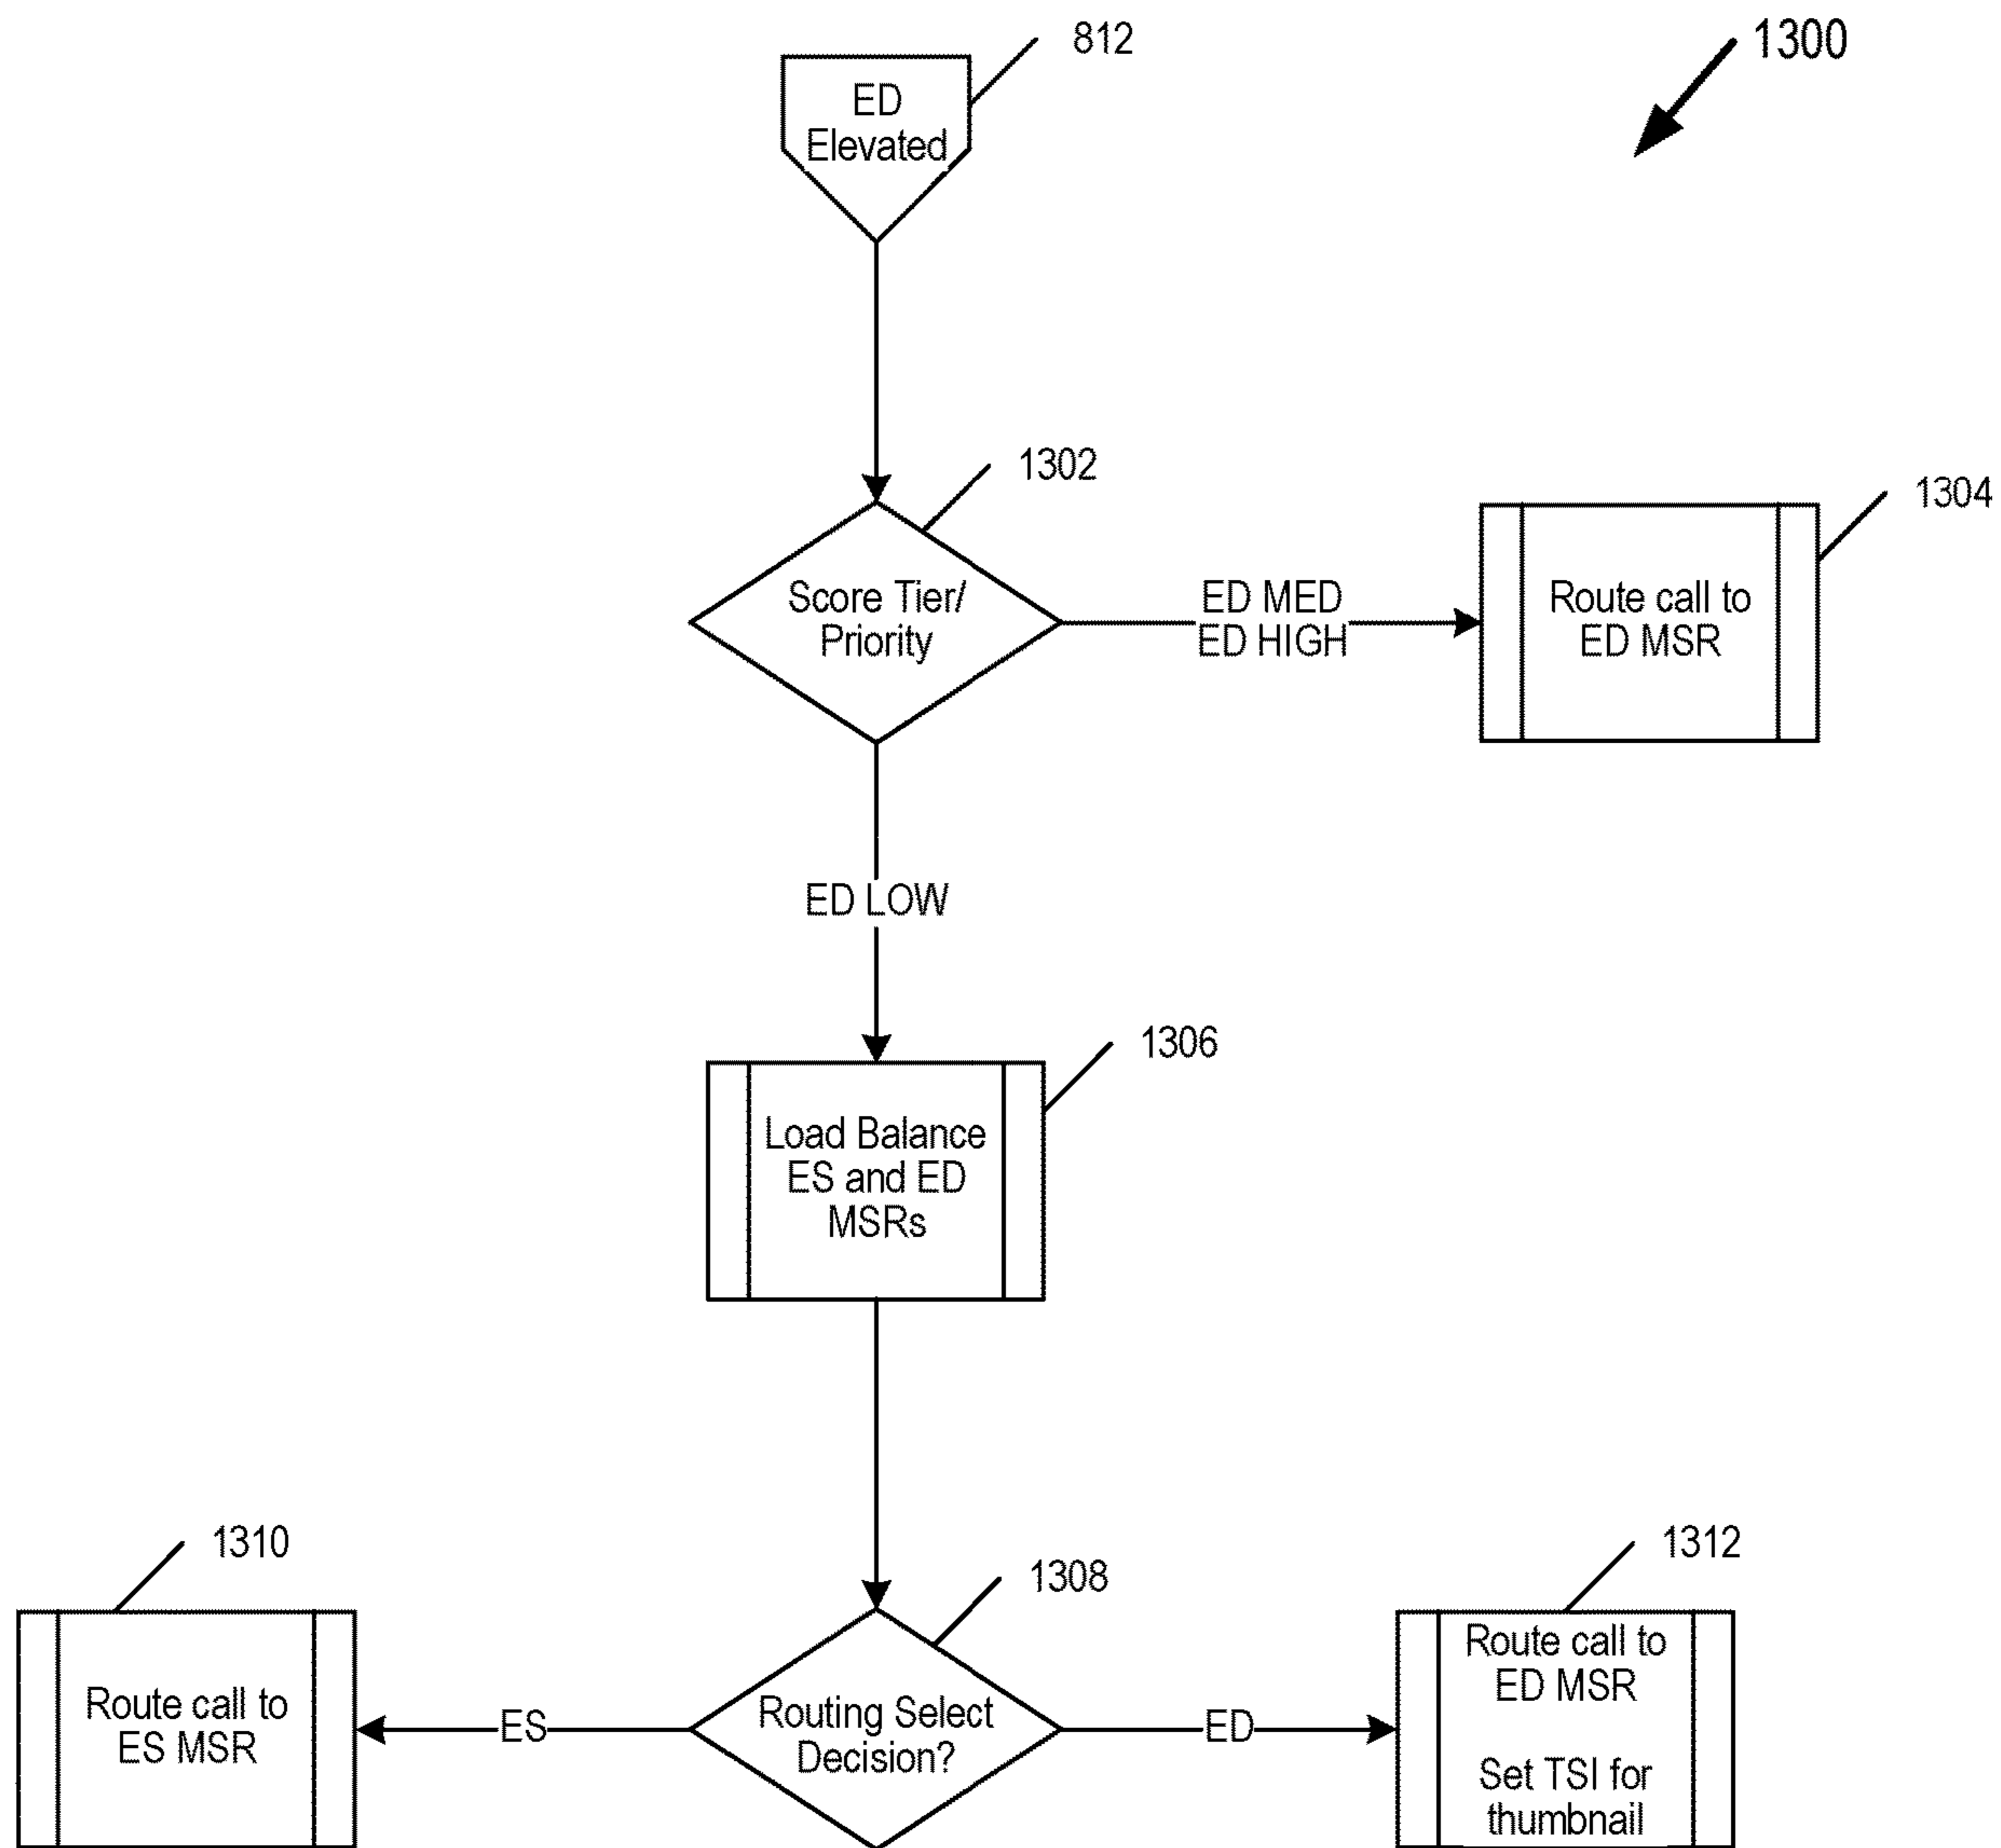 812
1300
ED
Elevated
1302
1304
Score Tier/
Priority
ED MED
ED HIGH
Route call to
ED MSR
ED LOW
1306
Load Balance
ES and ED
MSRs
1310
1308
1312
Route call to
ES MSR
ES
Routing Select
Decision?
ED
Route call to
ED MSR
Set TSI for
thumbnail